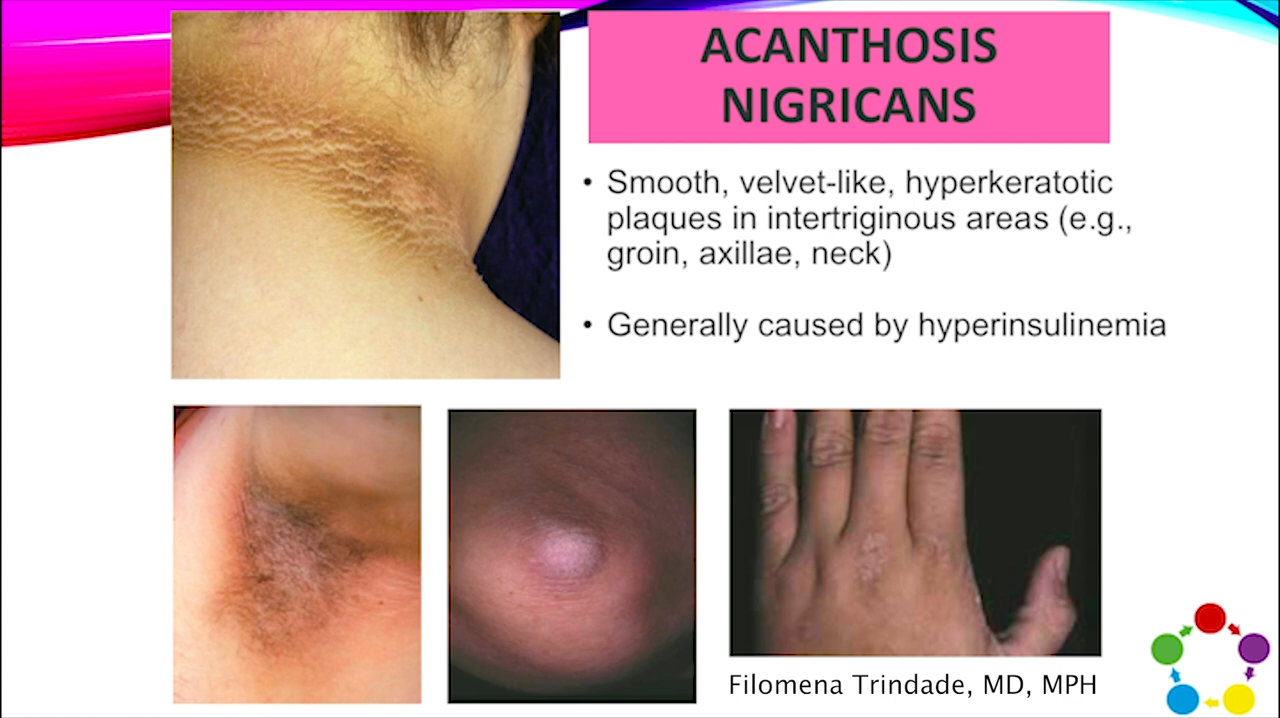 ACANTHOSIS
NIGRICANS
• Smooth, velvet-like, hyperkeratotic
plaques in intertriginous areas (e.g.,
groin, axillae, neck)
• Generally caused by hyperinsulinemia
Filomena Trindade, MD, MPH